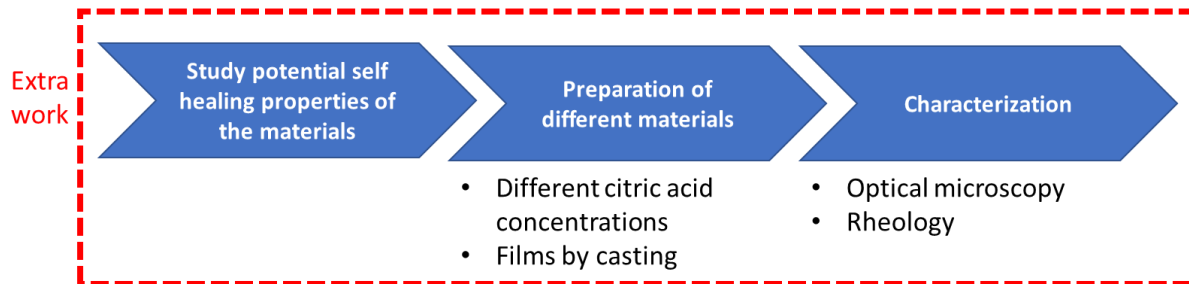 Extra
work
Study potential self
healing properties of
the materials
Preparation of
different materials
Characterization
• Different citric acid
concentrations
• Films by casting
• Optical microscopy
• Rheology